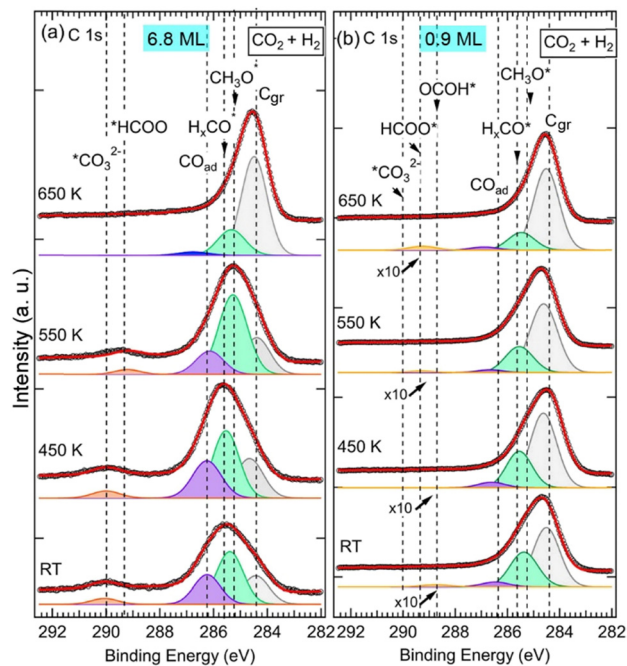 (a) C 1s 6.8 ML CO2 + H2
CH3O
*HCOO HxCO* Cgr
*CO3 2- COad
650 K
550 K
450 K
RT
292 290 288 286 284 282
Binding Energy (eV)
Intensity (a. u.)
(b) C 1s 0.9 ML CO2 + H2
CH3O*
OCOH*
HCOO* HxCO* Cgr
*CO3 2- COad
650 K
x10
550 K
x10
450 K
x10
RT
x10
292 290 288 286 284 282
Binding Energy (eV)